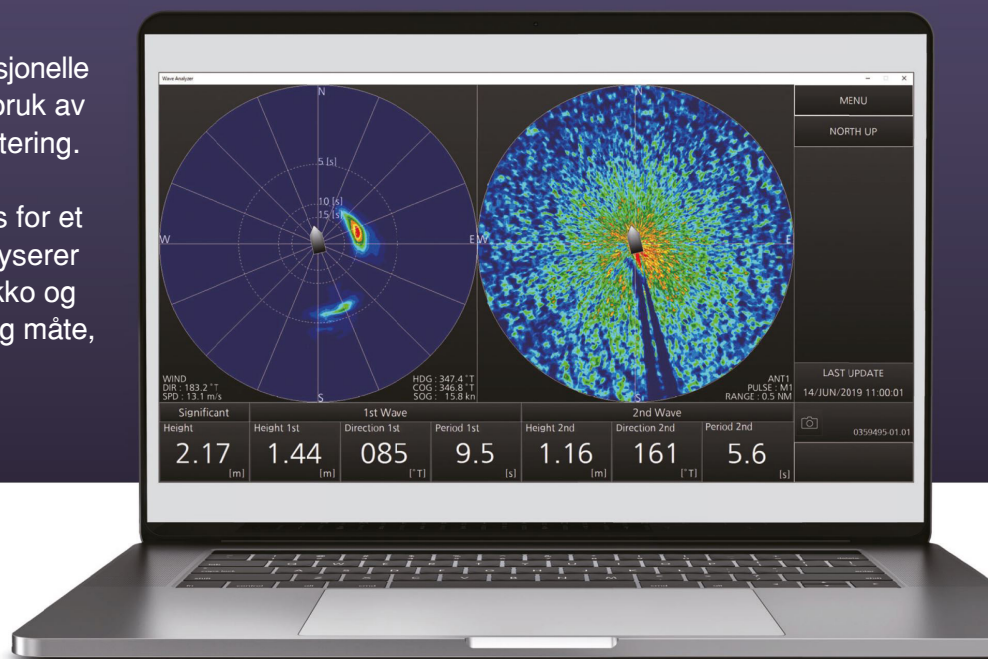 sjonelle
bruk av
tering.
s for et
yserer
kko og
g måte,
Wave Analyzer
N
5 [s]
10 [s]
15 [s]
W
E
S
WIND
DIR : 183.2 °T
SPD : 13.1 m/s
HDG : 347.4 °T
COG : 346.8 °T
SOG : 15.8 kn
N
W
E
S
ANT1
PULSE : M1
RANGE : 0.5 NM
MENU
NORTH UP
LAST UPDATE
14/JUN/2019 11:00:01
0359495-01.01
Significant 1st Wave 2nd Wave
Height Height 1st Direction 1st Period 1st Height 2nd Direction 2nd Period 2nd
2.17 1.44 085 9.5 1.16 161 5.6
[m] [m] [°T] [s] [m] [°T] [s]